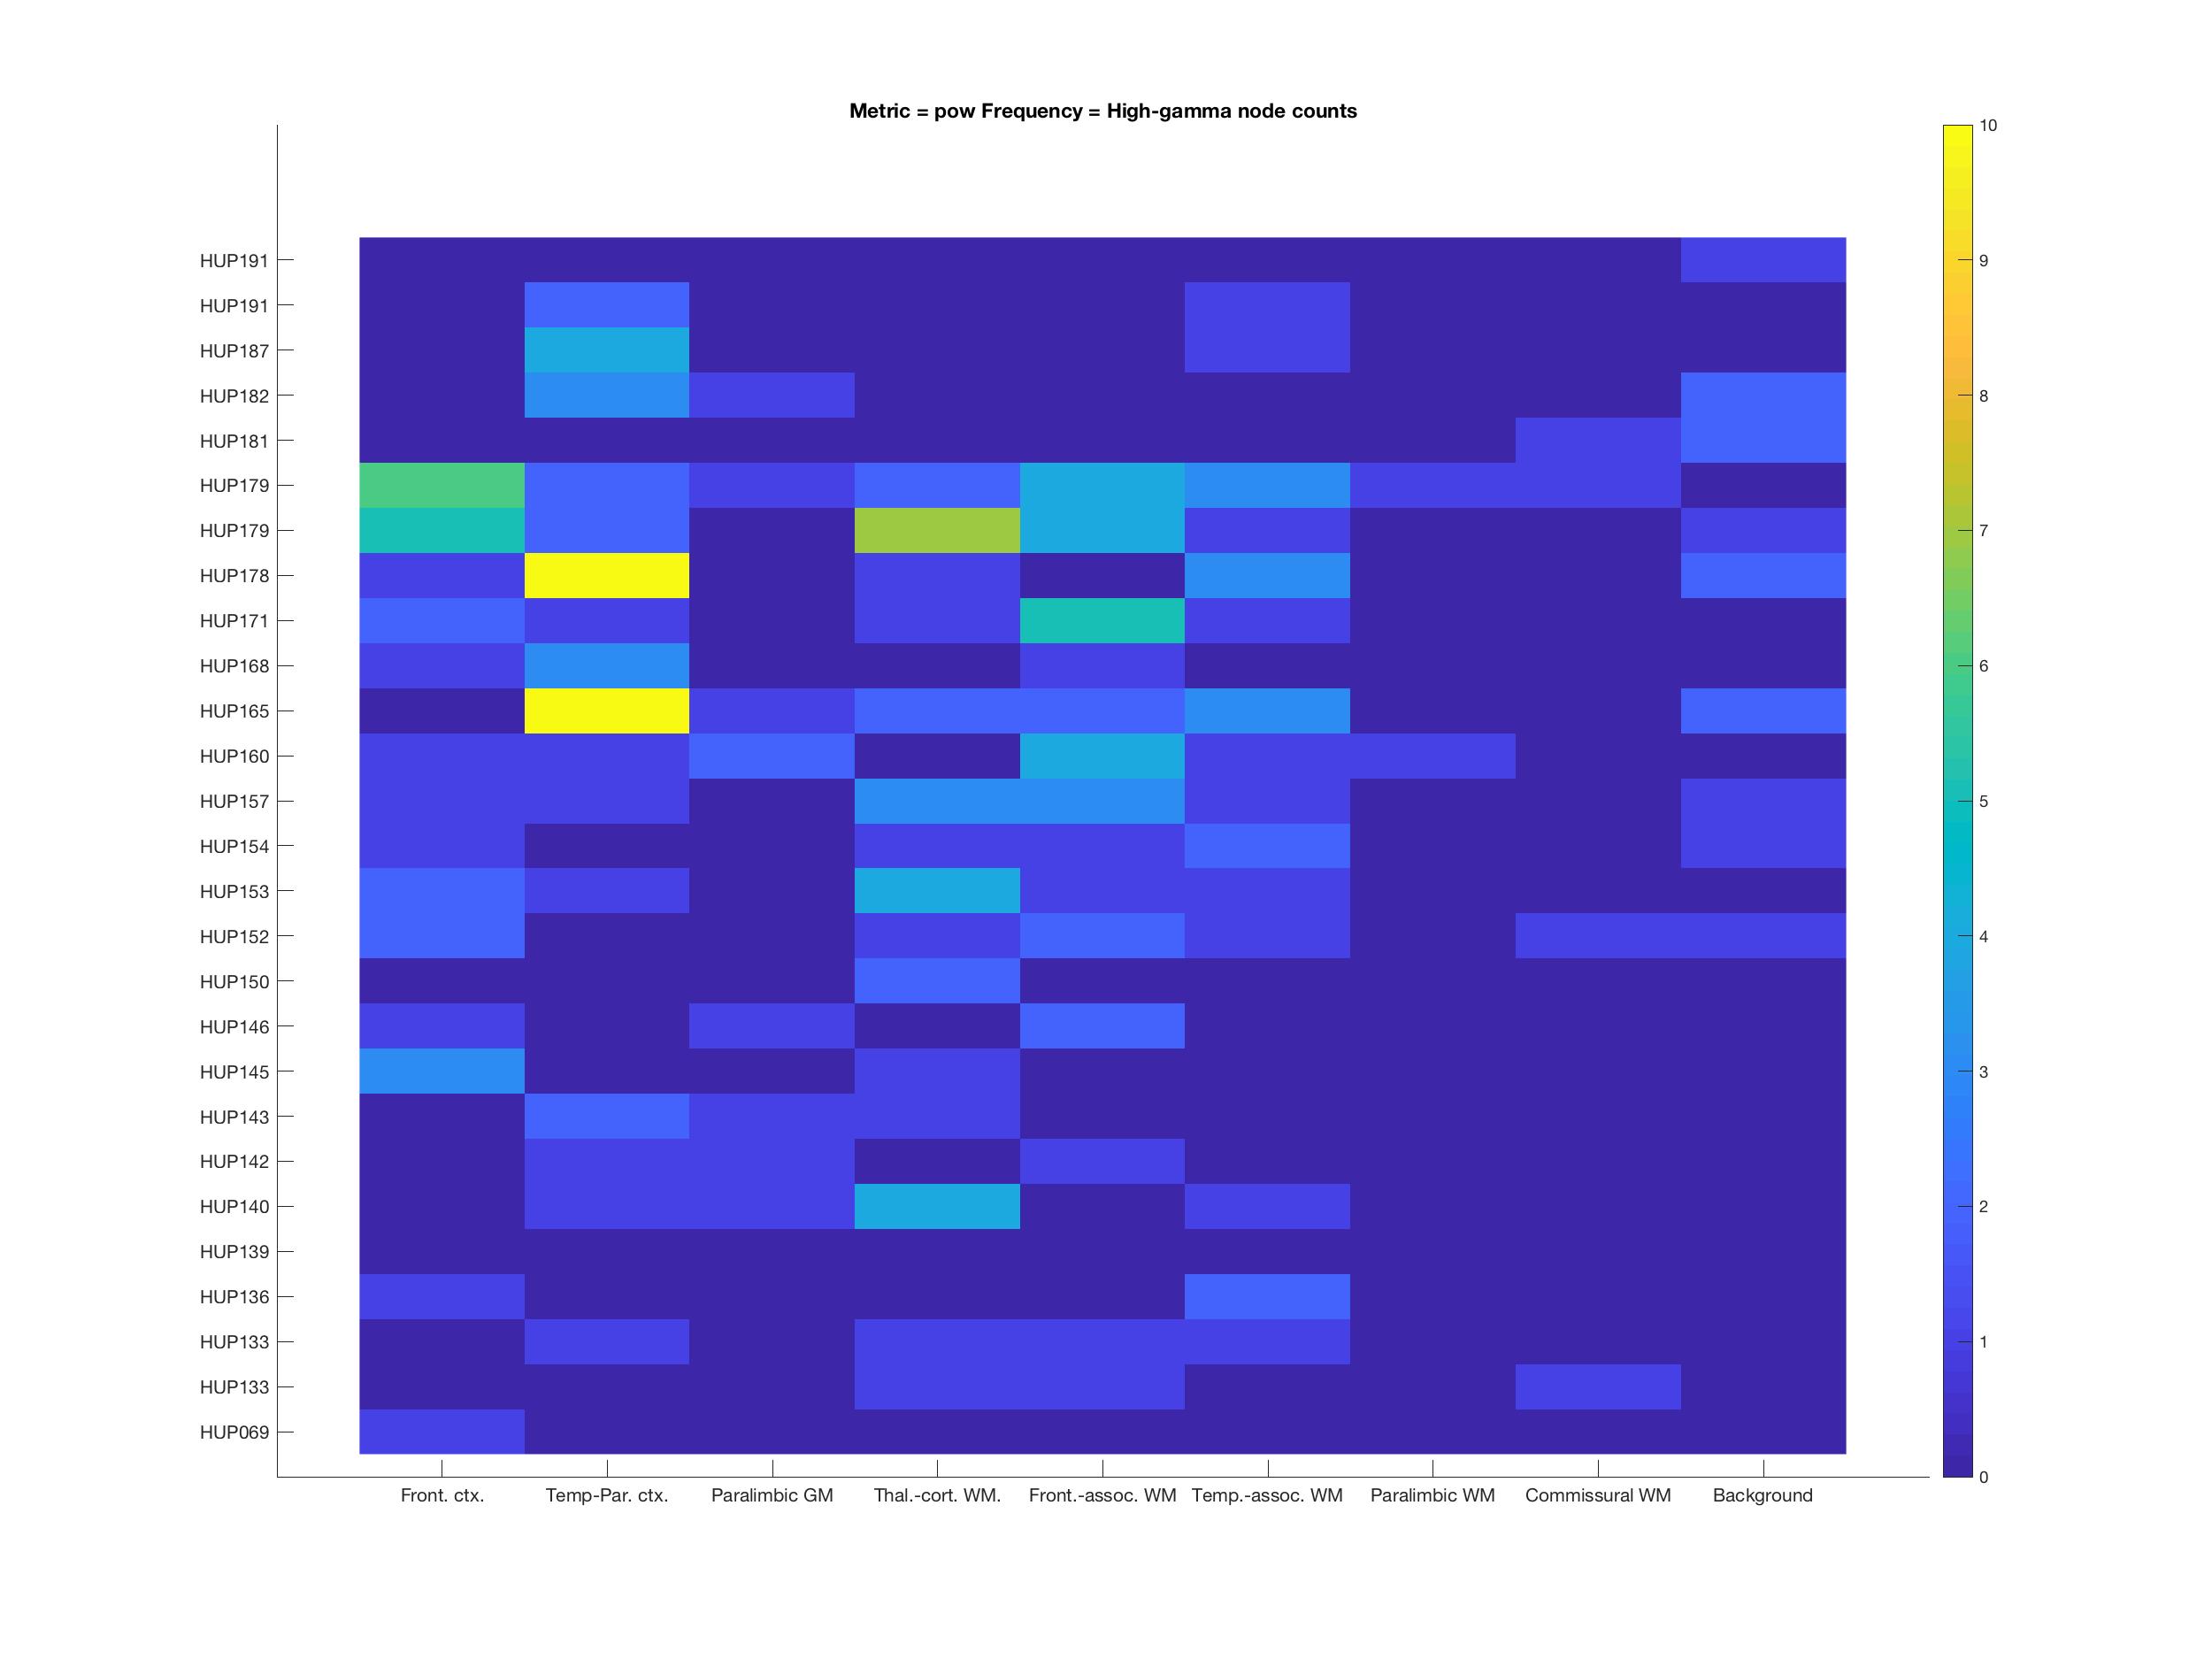 Metric = pow Frequency = High-gamma node counts
HUP191
HUP191
HUP187
HUP182
HUP181
HUP179
HUP179
HUP178
HUP171
HUP168
HUP165
HUP160
HUP157
HUP154
HUP153
HUP152
HUP150
HUP146
HUP145
HUP143
HUP142
HUP140
HUP139
HUP136
HUP133
HUP133
HUP069
Front. ctx. Temp-Par. ctx. Paralimbic GM Thal.-cort. WM. Front.-assoc. WM Temp.-assoc. WM Paralimbic WM Commissural WM Background
10
9
8
7
6
5
4
3
2
1
0